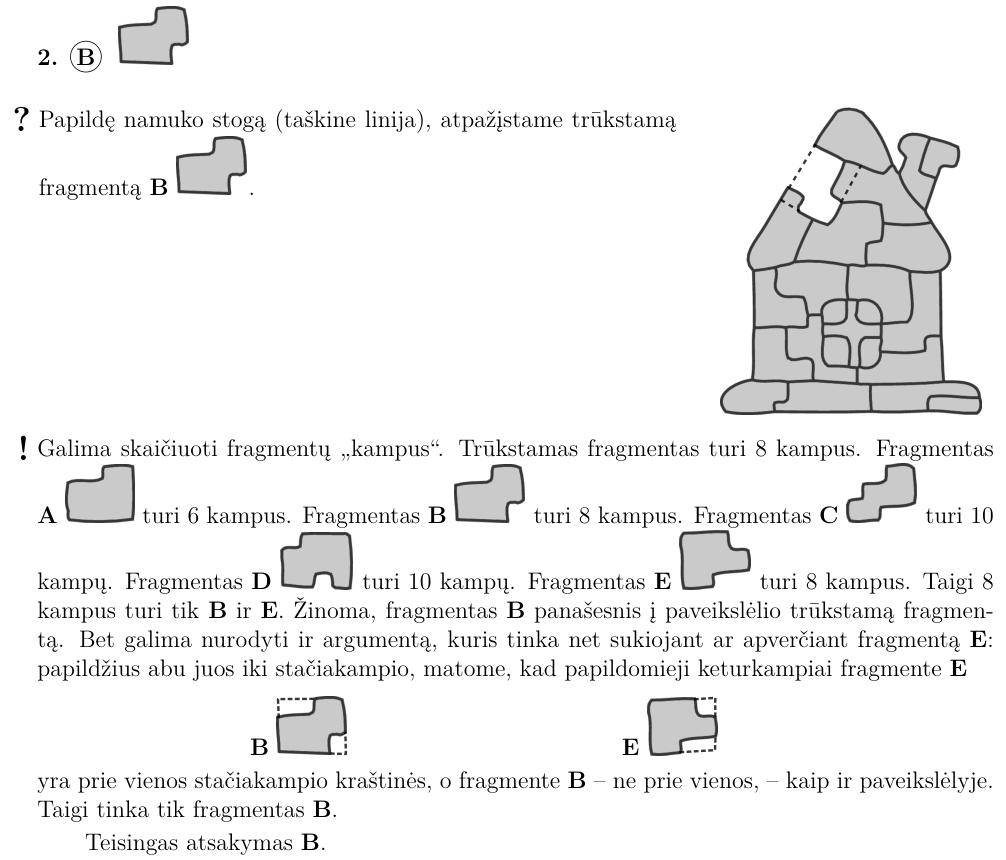 2. B
? Papildę namuko stogą (taškine linija), atpažįstame trūkstamą
fragmentą B .
! Galima skaičiuoti fragmentų „kampus“. Trūkstamas fragmentas turi 8 kampus. Fragmentas
A turi 6 kampus. Fragmentas B turi 8 kampus. Fragmentas C turi 10
kampų. Fragmentas D turi 10 kampų. Fragmentas E turi 8 kampus. Taigi 8
kampus turi tik B ir E. Žinoma, fragmentas B panašesnis į paveikslėlio trūkstamą fragmen-
tą. Bet galima nurodyti ir argumentą, kuris tinka net sukiojant ar apverčiant fragmentą E:
papildžius abu juos iki stačiakampio, matome, kad papildomieji keturkampiai fragmente E
B E
yra prie vienos stačiakampio kraštinės, o fragmente B – ne prie vienos, – kaip ir paveikslėlyje.
Taigi tinka tik fragmentas B.
Teisingas atsakymas B.